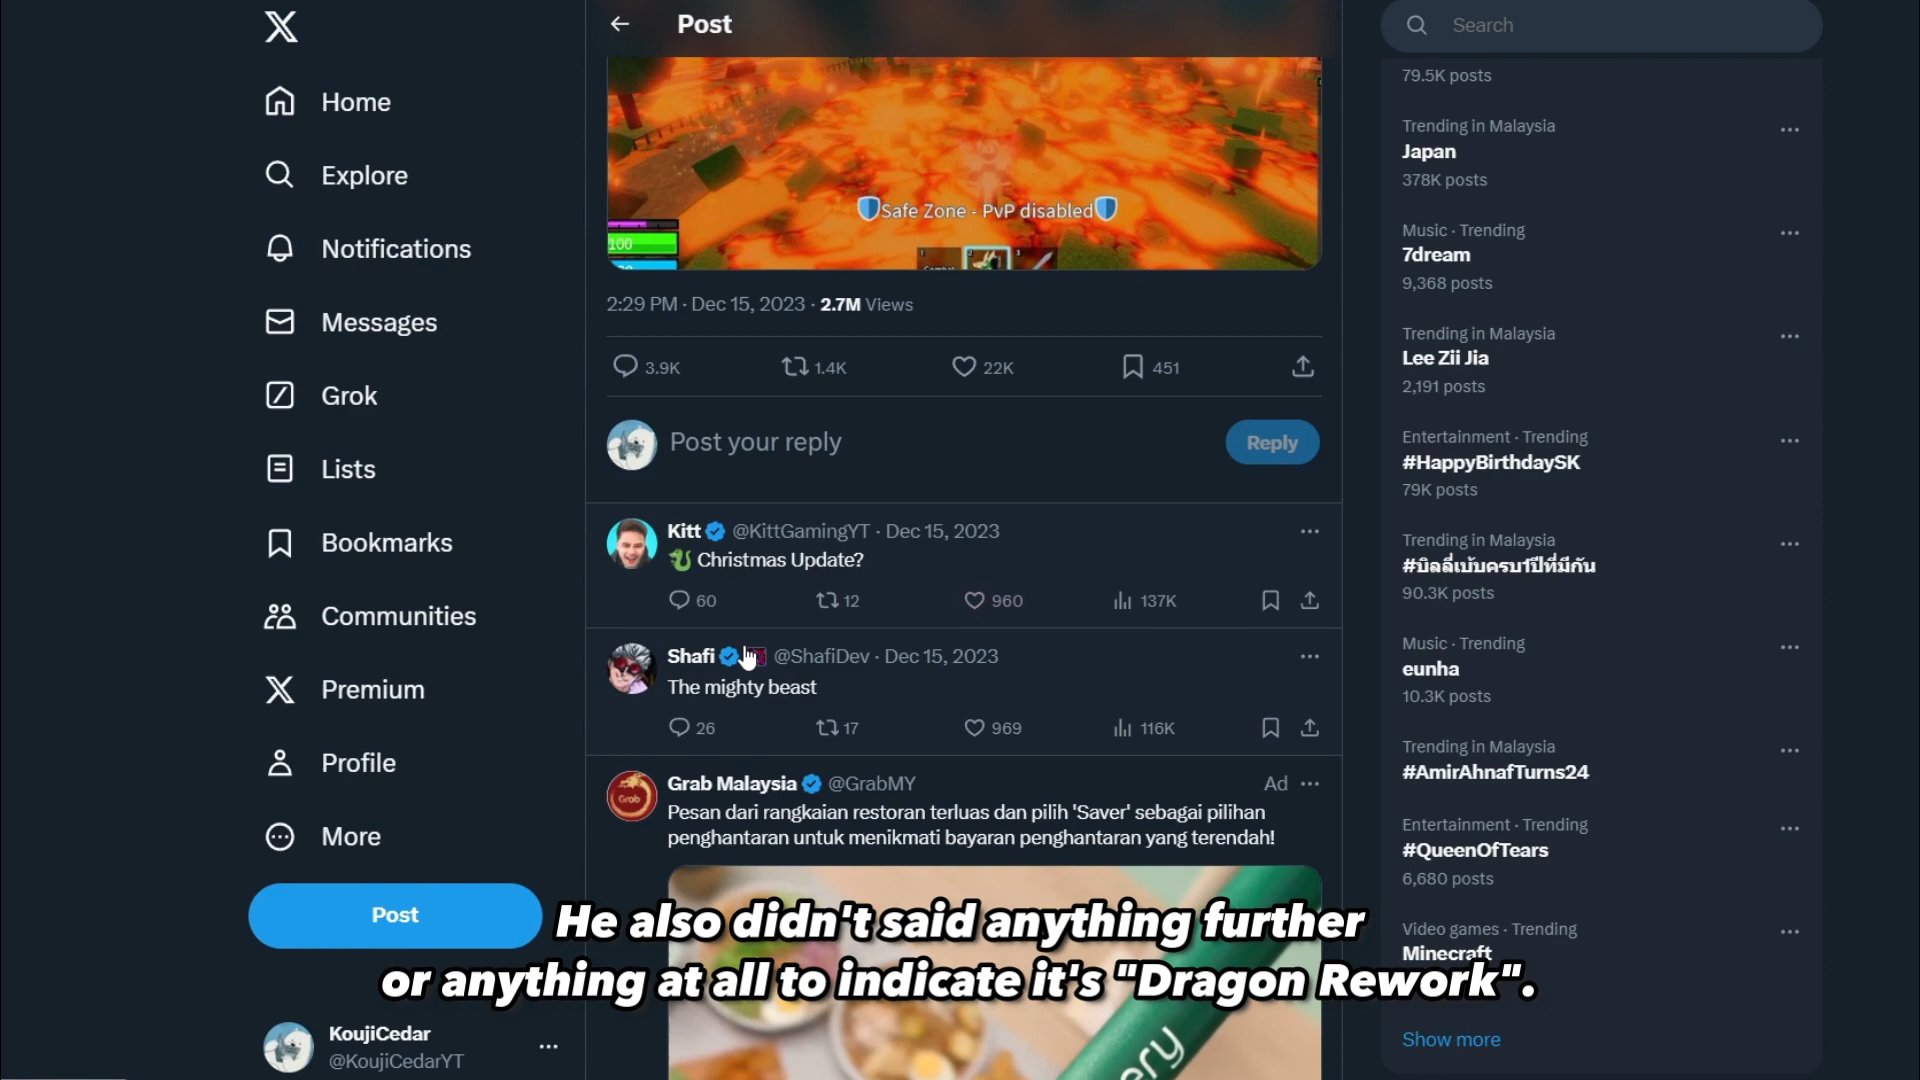 Home
Explore
Notifications
Messages
Grok
Lists
Bookmarks
Communities
Premium
Profile
More
Post
KoujiCedar
@KoujiCedarYT
Post
Safe Zone - PvP disabled
100
2:29 PM · Dec 15, 2023 · 2.7M Views
3.9K 1.4K 22K 451
Post your reply
Reply
Kitt @KittGamingYT · Dec 15, 2023
Christmas Update?
60 12 960 137K
Shafi @ShafiDev · Dec 15, 2023
The mighty beast
26 17 969 116K
Grab Malaysia @GrabMY Ad
Pesan dari rangkaian restoran terluas dan pilih 'Saver' sebagai pilihan
penghantaran untuk menikmati bayaran penghantaran yang terendah!
Grab
ery
He also didn't said anything further
or anything at all to indicate it's "Dragon Rework".
Search
79.5K posts
Trending in Malaysia
Japan
378K posts
Music · Trending
7dream
9,368 posts
Trending in Malaysia
Lee Zii Jia
2,191 posts
Entertainment · Trending
#HappyBirthdaySK
79K posts
Trending in Malaysia
#บิลลี่เบ้บครบ1ปีที่มีกัน
90.3K posts
Music · Trending
eunha
10.3K posts
Trending in Malaysia
#AmirAhnafTurns24
Entertainment · Trending
#QueenOfTears
6,680 posts
Video games · Trending
Minecraft
Show more